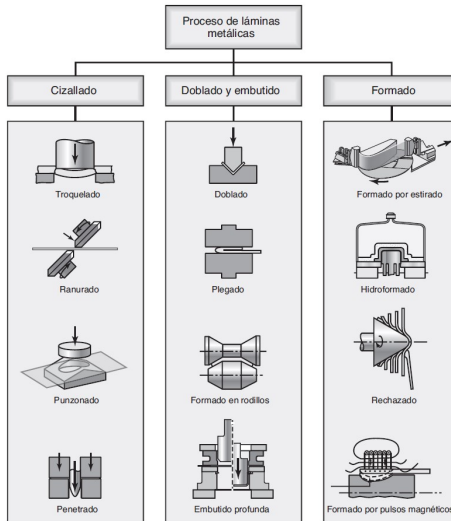 Proceso de láminas
metálicas
Cizallado
Doblado y embutido
Formado
Troquelado
Doblado
Formado por estirado
Ranurado
Plegado
Hidroformado
Punzonado
Formado en rodillos
Rechazado
Penetrado
Embutido profunda
Formado por pulsos magnéticos